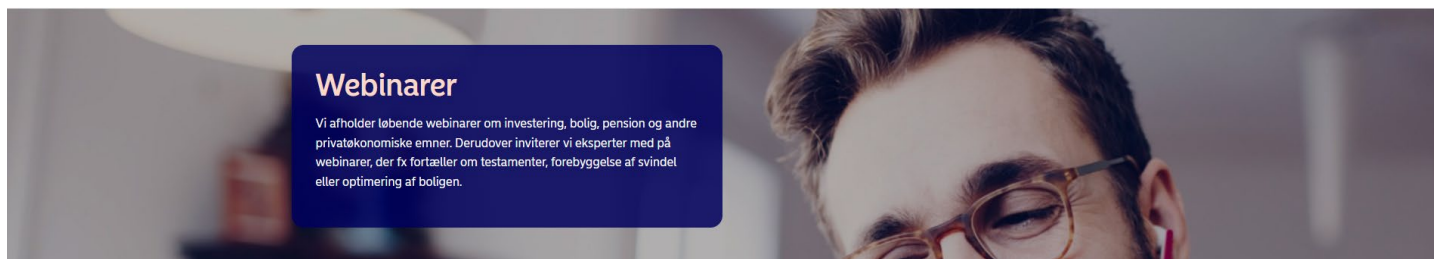 Webinarer
Vi afholder løbende webinarer om investering, bolig, pension og andre
privatøkonomiske emner. Derudover inviterer vi eksperter med på
webinarer, der fx fortæller om testamenter, forebyggelse af svindel
eller optimering af boligen.